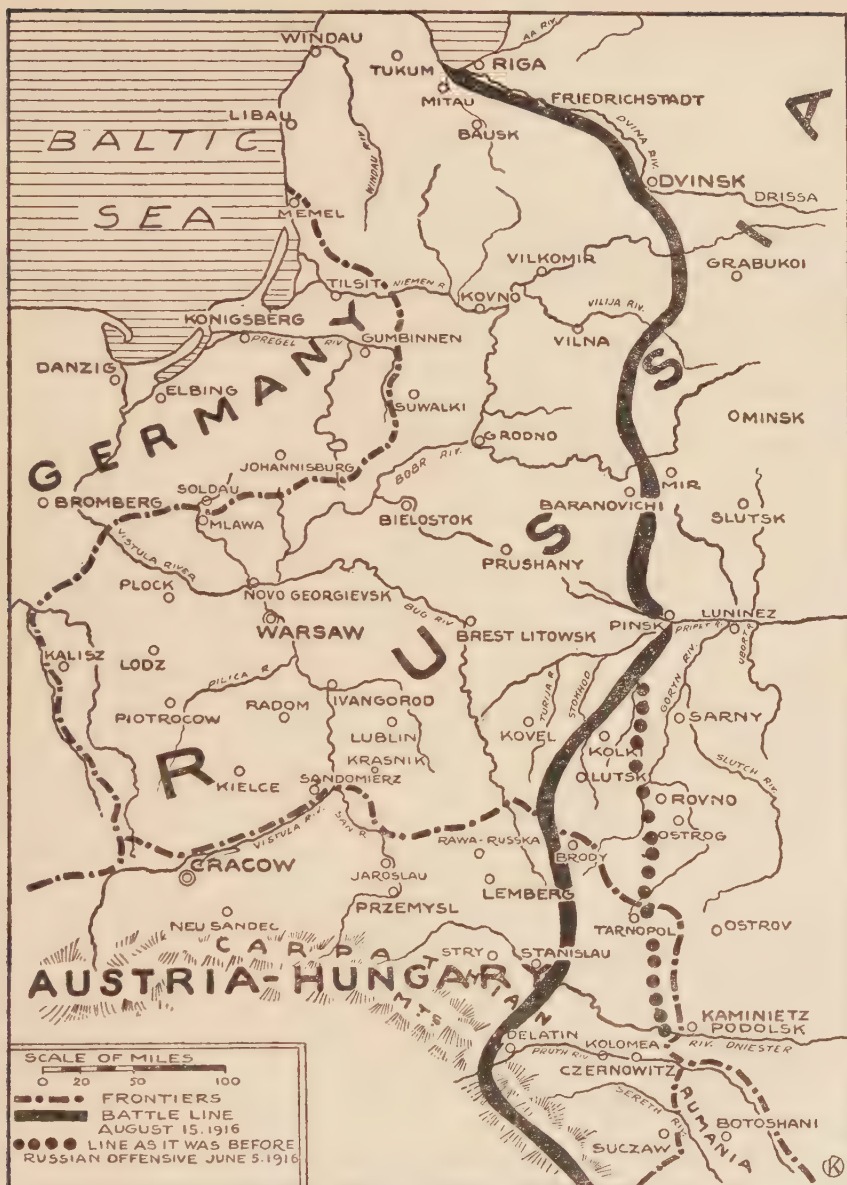 WINDAU
TUKUM
AA RIV.
RIGA
MITAU
FRIEDRICHSTADT
A
LIBAU
BAUSK
DVINA RIV.
BALTIC
WINDAU RIV.
DVINSK
DRISSA
SEA
MEMEL
I
VILKOMIR
GRABUKOI
TILSIT
NIEMEN R.
KOVNO
VILIJA RIV.
KÖNIGSBERG
PREGEL RIV
GUMBINNEN
VILNA
DANZIG
ELBING
GERMANY
SUWALKI
S
MINSK
GRODNO
JOHANNISBURG
BOBR RIV.
BROMBERG
SOLDAU
MLAWA
BIELOSTOK
BARANOVICHI
MIR
SLUTSK
S
PRUSHANY
VISTULA RIVER
PLOCK
NOVO GEORGIEVSK
BUG RIV
WARSAW
BREST LITOWSK
PINSK
PRIPET R.
LUNINEZ
UBORT R.
KALISZ
LODZ
U
PILICA R.
IVANGOROD
TURIJA R.
STOKHOD
GORYN RIV.
PIOTROCOW
RADOM
LUBLIN
KOVEL
KOLKI
SARNY
R
KIELCE
KRASNIK
LUTSK
SLUTCH RIV.
SANDOMIERZ
ROVNO
VISTULA RIV.
SAN R.
RAWA-RUSSKA
BRODY
OSTROG
CRACOW
JAROSLAU
LEMBERG
PRZEMYSL
TARNOPOL
OSTROV
NEU SANDEC
CARPATHIAN
MTS
STRY
STANISLAU
AUSTRIA-HUNGARY
KAMINIETZ
PODOLSK
DELATIN
KOLOMEA
RIV. DNIESTER
PRUTH RIV.
CZERNOWITZ
SERETH RIV.
RUMANIA
BOTOSHANI
SUCZAW
SCALE OF MILES
0 20 50 100
FRONTIERS
BATTLE LINE
AUGUST 15. 1916
LINE AS IT WAS BEFORE
RUSSIAN OFFENSIVE JUNE 5. 1916
K